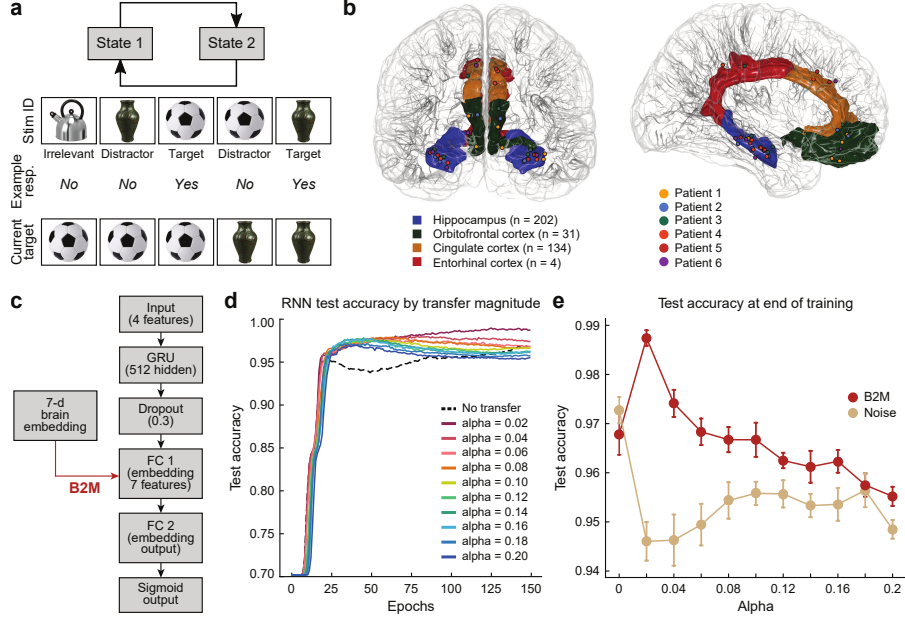 a
State 1
State 2
Stim ID
Irrelevant
Distractor
Target
Distractor
Target
Example
resp.
No
No
Yes
No
Yes
Current
target
b
Hippocampus (n = 202)
Orbitofrontal cortex (n = 31)
Cingulate cortex (n = 134)
Entorhinal cortex (n = 4)
Patient 1
Patient 2
Patient 3
Patient 4
Patient 5
Patient 6
c
Input
(4 features)
GRU
(512 hidden)
Dropout
(0.3)
7-d
brain
embedding
B2M
FC 1
(embedding
7 features)
FC 2
(embedding
output)
Sigmoid
output
d
RNN test accuracy by transfer magnitude
Test accuracy
1.00
0.95
0.90
0.85
0.80
0.75
0.70
No transfer
alpha = 0.02
alpha = 0.04
alpha = 0.06
alpha = 0.08
alpha = 0.10
alpha = 0.12
alpha = 0.14
alpha = 0.16
alpha = 0.18
alpha = 0.20
0 25 50 75 100 125 150
Epochs
e
Test accuracy at end of training
Test accuracy
0.99
0.98
0.97
0.96
0.95
0.94
B2M
Noise
0 0.04 0.08 0.12 0.16 0.2
Alpha